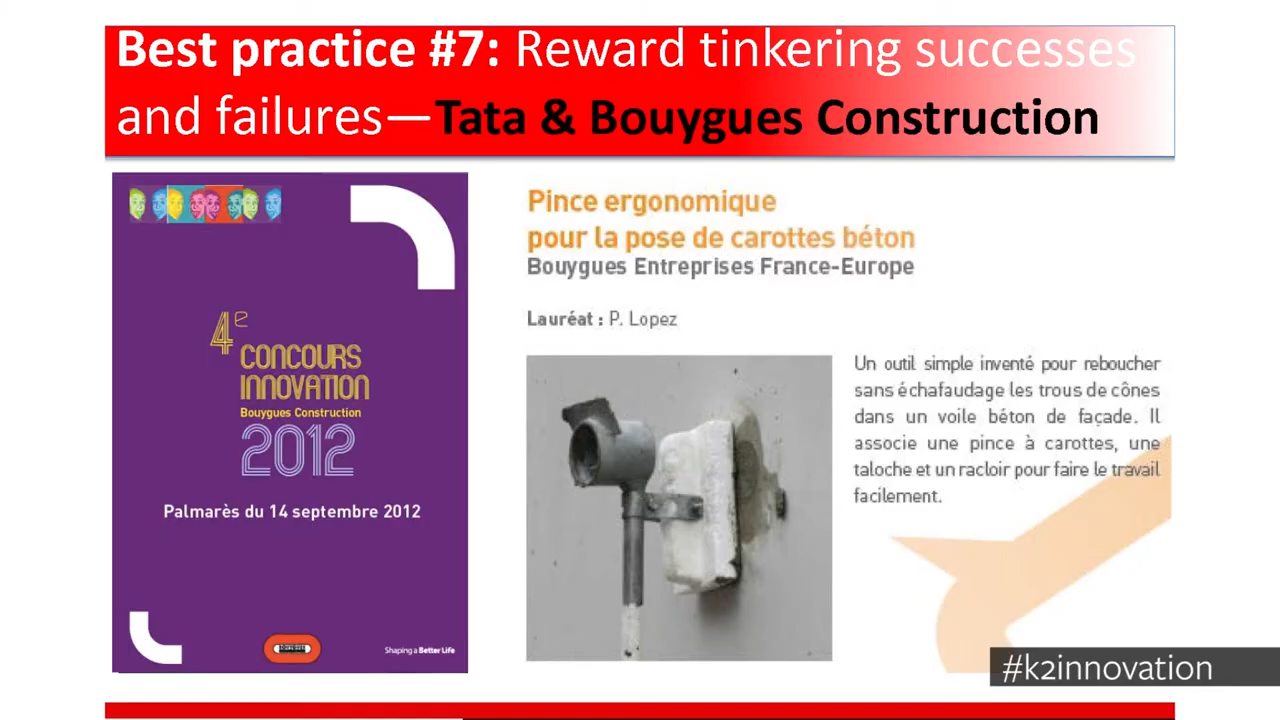 Best practice #7: Reward tinkering successes
and failures—Tata & Bouygues Construction
4e
CONCOURS
INNOVATION
Bouygues Construction
2012
Palmarès du 14 septembre 2012
Shaping a Better Life
Pince ergonomique
pour la pose de carottes béton
Bouygues Entreprises France-Europe
Lauréat : P. Lopez
Un outil simple inventé pour reboucher
sans échafaudage les trous de cônes
dans un voile béton de façade. Il
associe une pince à carottes, une
taloche et un racloir pour faire le travail
facilement.
#k2innovation